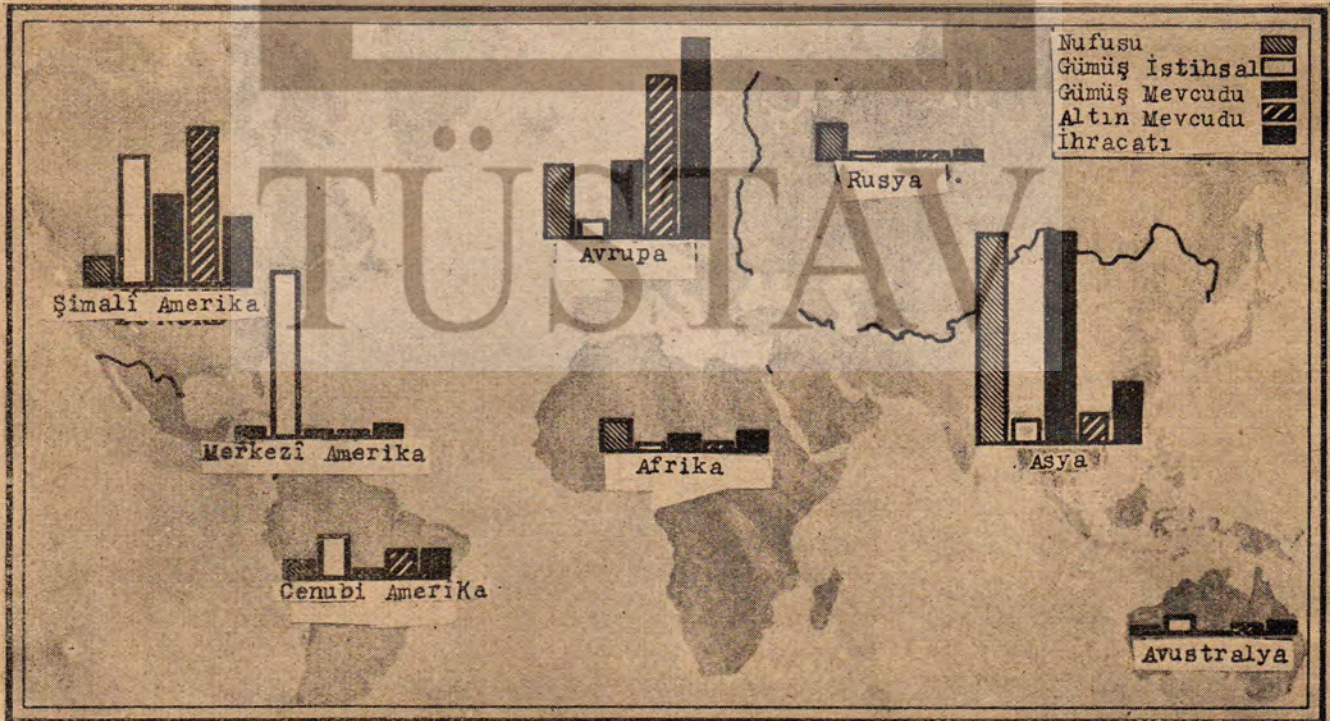 Nufusu
Gümüş İstihsal
Gümüş Mevcudu
Altın Mevcudu
İhracatı
TÜSTAV
Rusya
Avrupa
Şimalî Amerika
NORD
Merkezî Amerika
Afrika
Asya
Cenubi Amerika
Avustralya